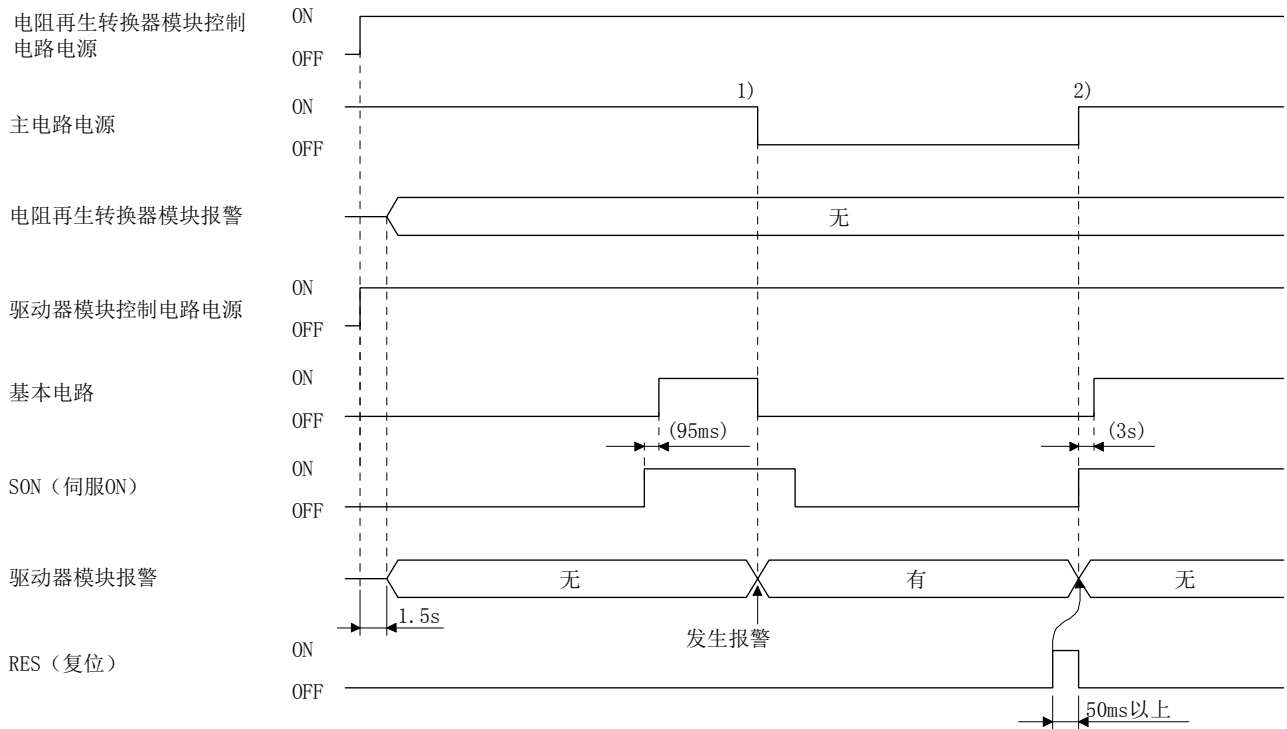 电阻再生转换器模块控制
电路电源
ON
OFF
主电路电源
ON
OFF
1)
2)
电阻再生转换器模块报警
无
驱动器模块控制电路电源
ON
OFF
基本电路
ON
OFF
(95ms)
(3s)
SON（伺服ON）
ON
OFF
驱动器模块报警
无
有
无
1.5s
发生报警
RES（复位）
ON
OFF
50ms以上